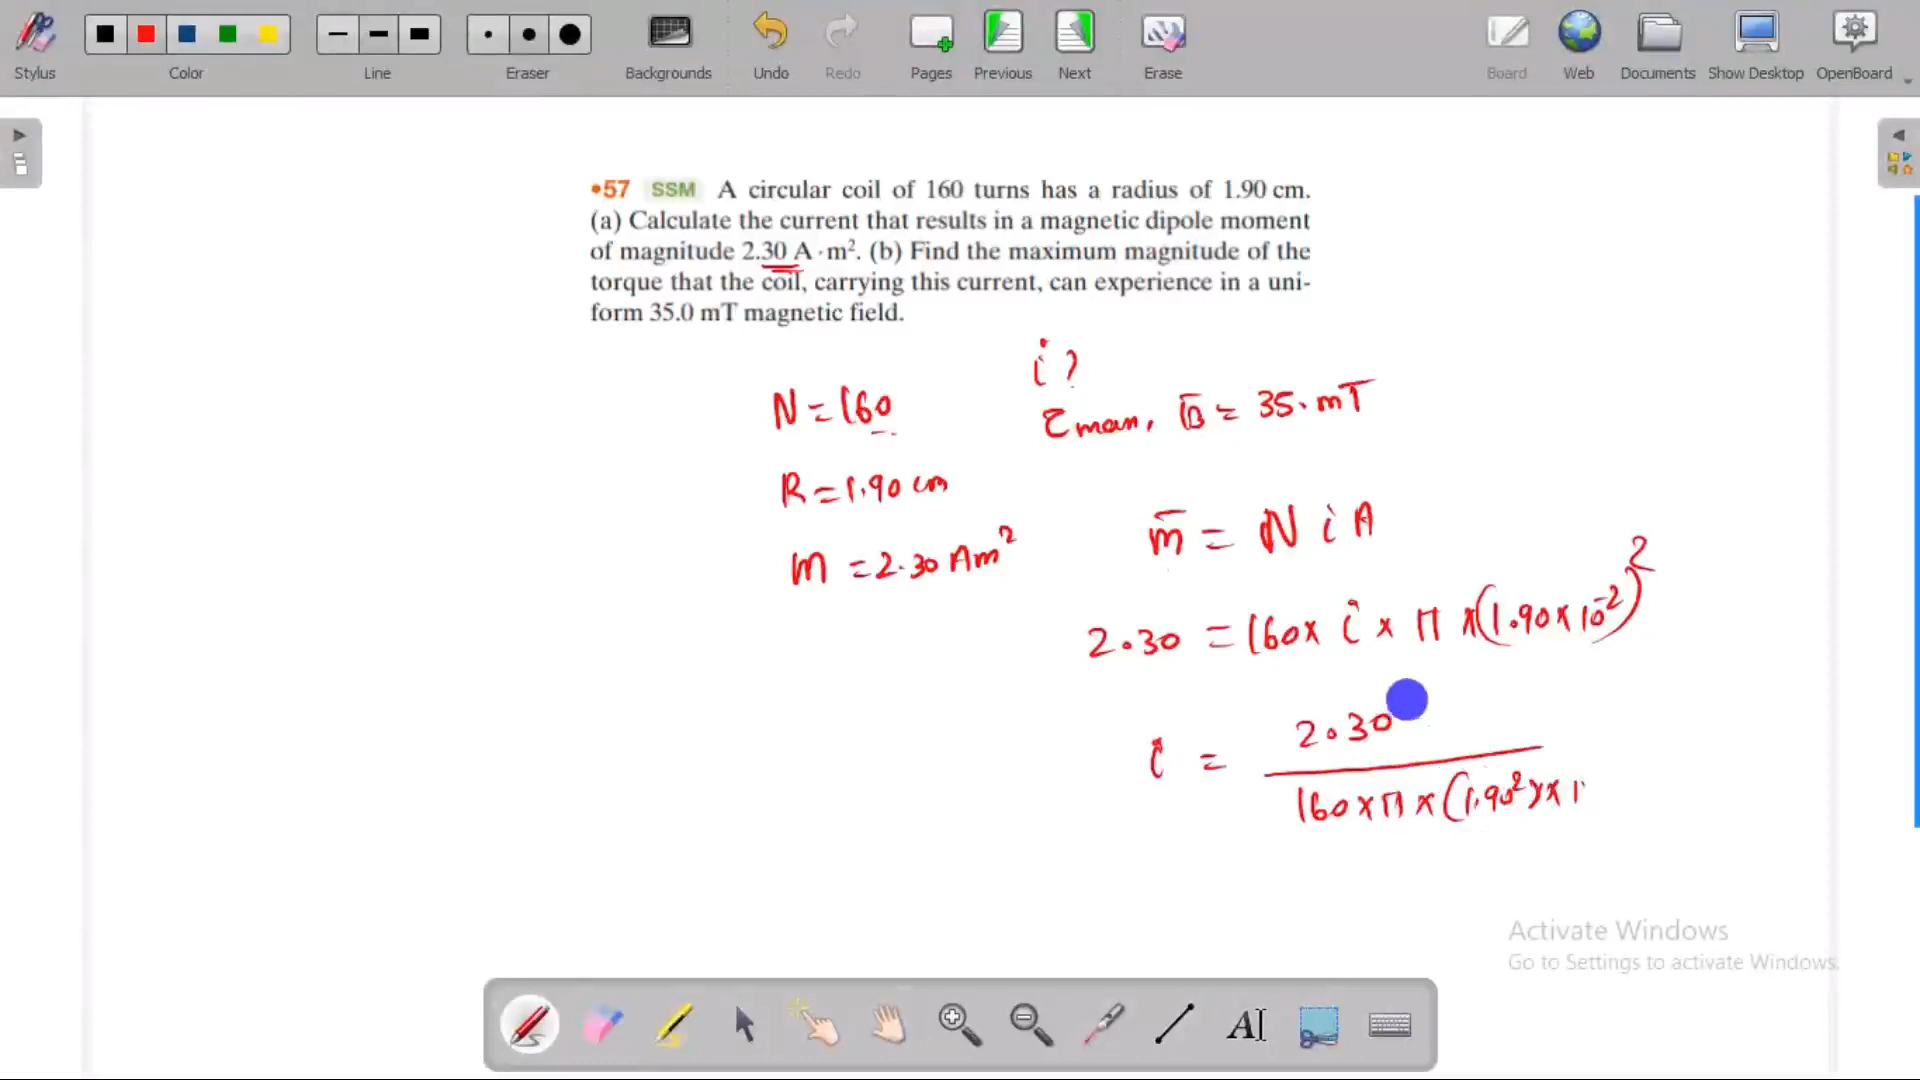 Stylus
Color
Line
Eraser
Backgrounds
Undo
Redo
Pages
Previous
Next
Erase
Board
Web
Documents
Show Desktop
OpenBoard
•57 SSM A circular coil of 160 turns has a radius of 1.90 cm.
(a) Calculate the current that results in a magnetic dipole moment
of magnitude 2.30 A·m². (b) Find the maximum magnitude of the
torque that the coil, carrying this current, can experience in a uni-
form 35.0 mT magnetic field.
i ?
N = 160
τman, B̅ = 35. mT
R = 1.90 cm
m̅ = N i A
m = 2.30 Am²
2.30 = 160 x i x π x (1.90 x 10⁻²)²
i = 2.30
160 x π x (1.90²) x 1
Activate Windows
Go to Settings to activate Windows.